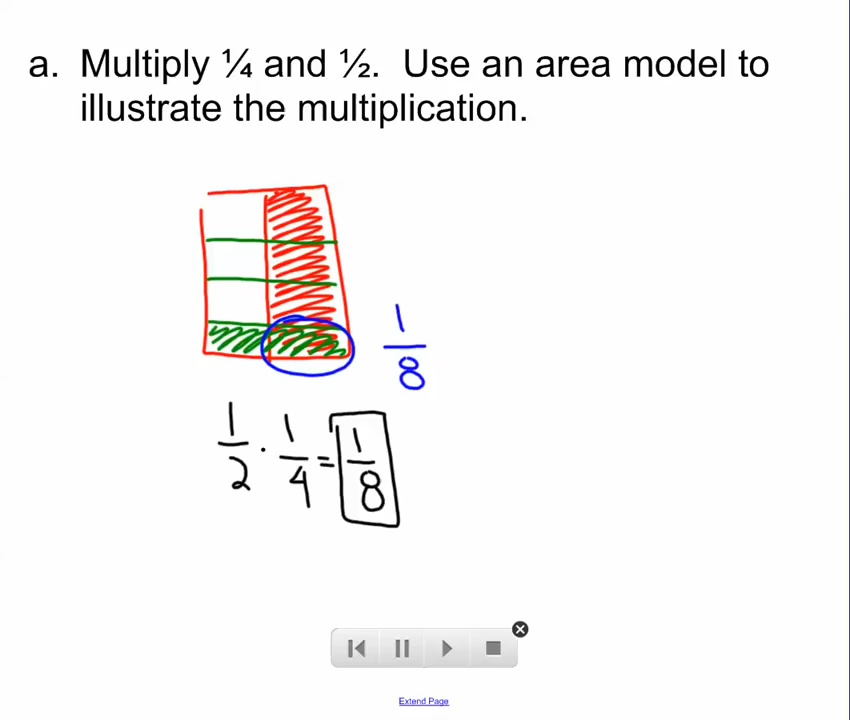 a. Multiply ¼ and ½. Use an area model to
illustrate the multiplication.
1/8
1/2 · 1/4 = 1/8
Extend Page